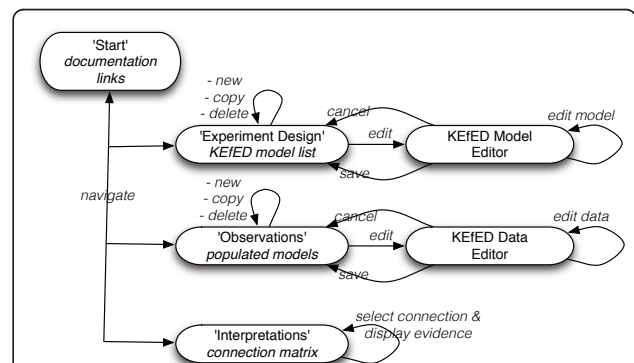 'Start'
documentation
links
- new
- copy
- delete
cancel
edit model
'Experiment Design'
KEfED model list
edit
KEfED Model
Editor
save
navigate
- new
- copy
- delete
cancel
edit data
'Observations'
populated models
edit
KEfED Data
Editor
save
select connection &
display evidence
'Interpretations'
connection matrix